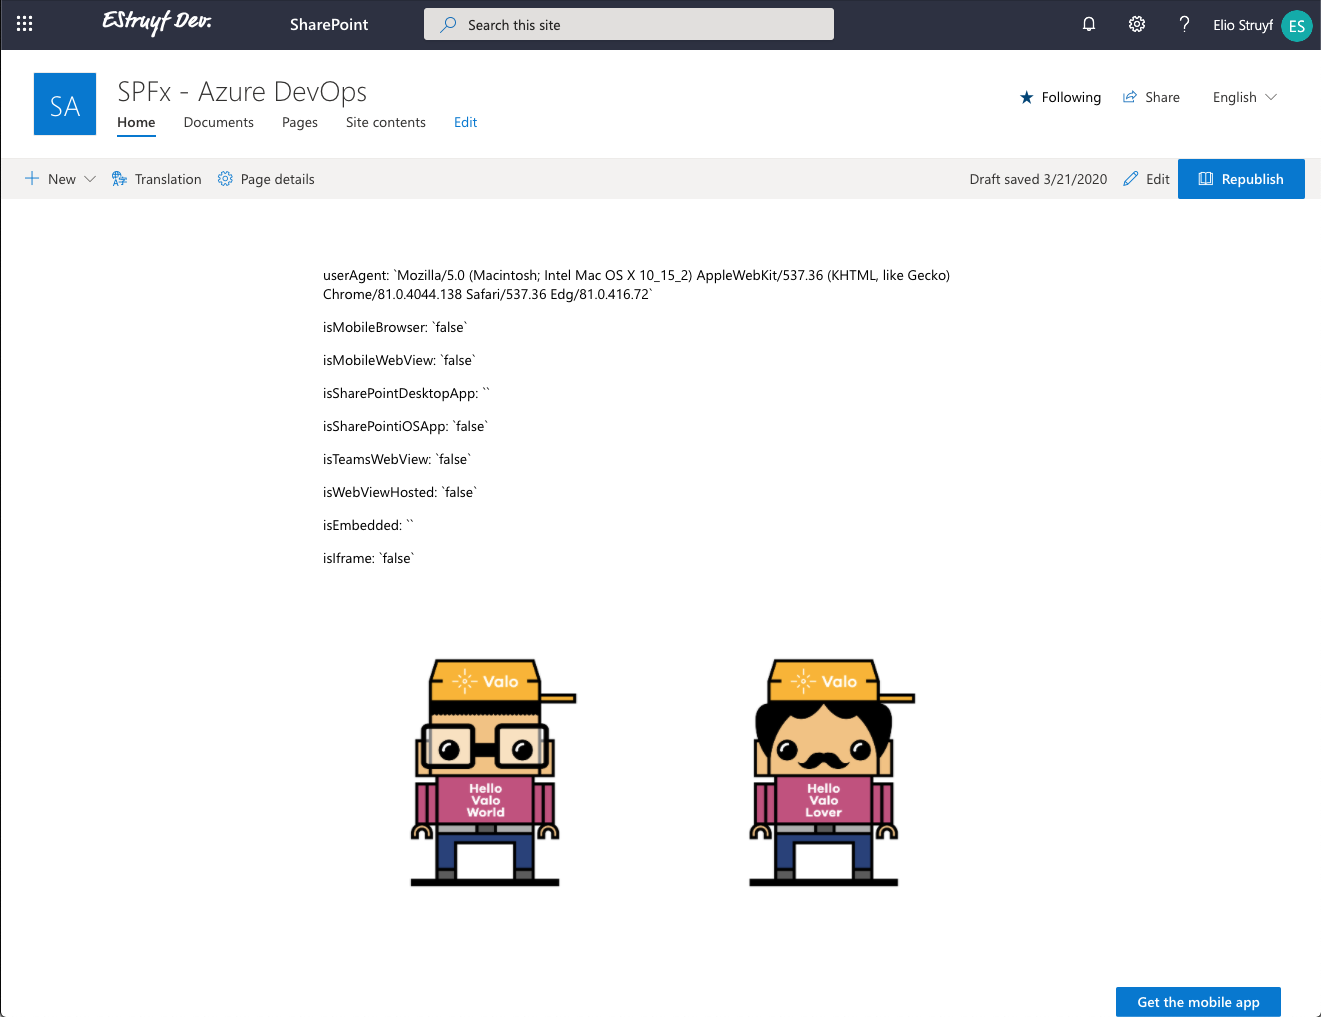 EStruyf Dev.
SharePoint
Search this site
Elio Struyf
ES
SA
SPFx - Azure DevOps
Home Documents Pages Site contents Edit
Following Share English
New Translation Page details
Draft saved 3/21/2020 Edit Republish
userAgent: `Mozilla/5.0 (Macintosh; Intel Mac OS X 10_15_2) AppleWebKit/537.36 (KHTML, like Gecko)
Chrome/81.0.4044.138 Safari/537.36 Edg/81.0.416.72`
isMobileBrowser: `false`
isMobileWebView: `false`
isSharePointDesktopApp: ``
isSharePointiOSApp: `false`
isTeamsWebView: `false`
isWebViewHosted: `false`
isEmbedded: ``
isIframe: `false`
Valo
Hello
Valo
World
Valo
Hello
Valo
Lover
Get the mobile app